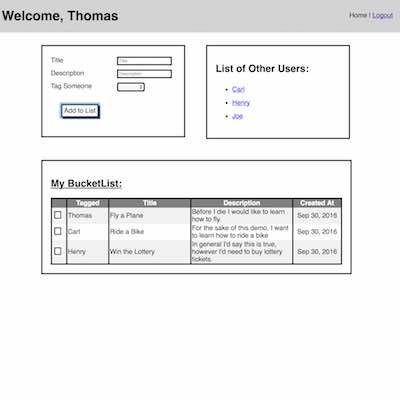 Welcome, Thomas
Home | Logout
Title
Title
Description
Description
Tag Someone
Add to List
List of Other Users:
Carl
Henry
Joe
My BucketList:
Tagged Title Description Created At
Thomas Fly a Plane Before I die I would like to learn how to fly. Sep 30, 2016
Carl Ride a Bike For the sake of this demo, I want to learn how to ride a bike Sep 30, 2016
Henry Win the Lottery In general I'd say this is true, however I'd need to buy lottery tickets. Sep 30, 2016